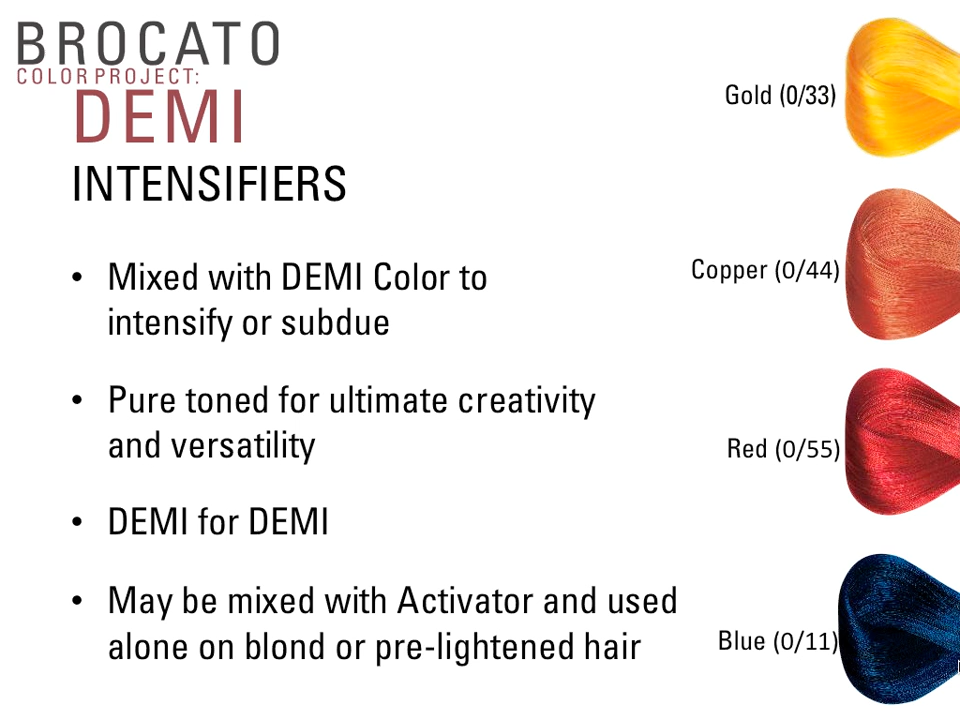 BROCATO
COLOR PROJECT:
DEMI
INTENSIFIERS
• Mixed with DEMI Color to
intensify or subdue
• Pure toned for ultimate creativity
and versatility
• DEMI for DEMI
• May be mixed with Activator and used
alone on blond or pre-lightened hair
Gold (0/33)
Copper (0/44)
Red (0/55)
Blue (0/11)